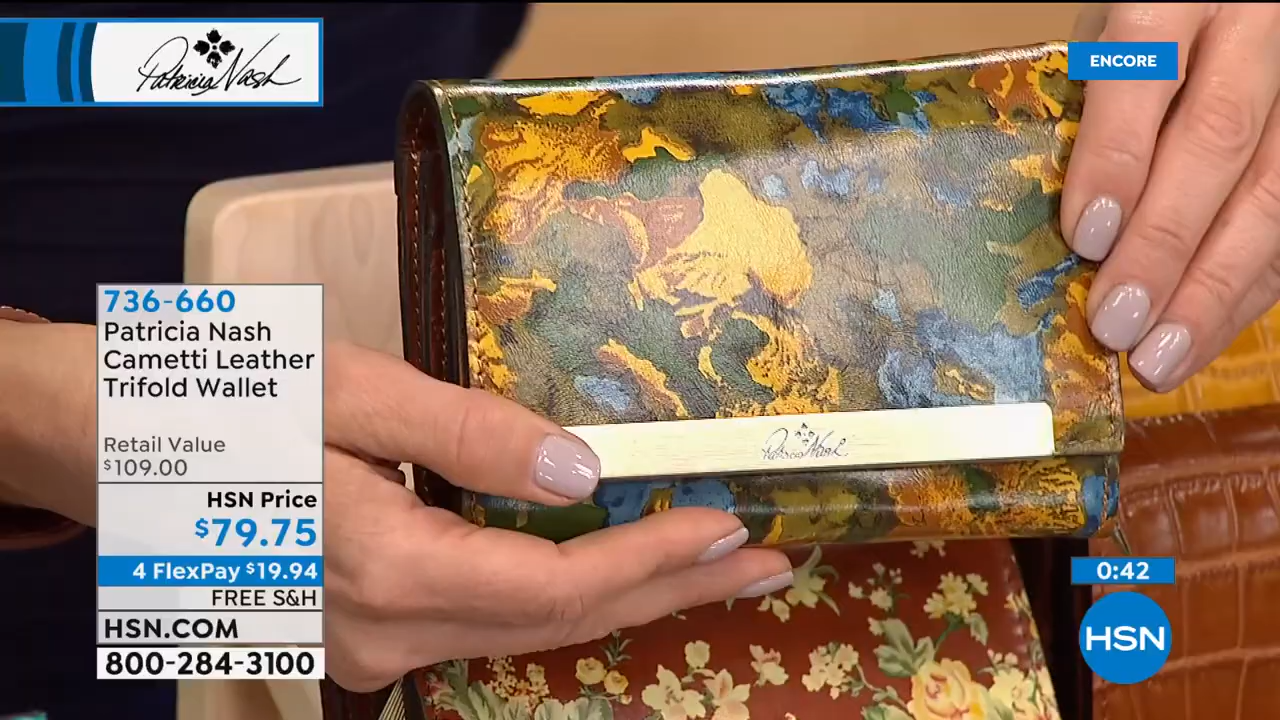 Patricia Nash
ENCORE
736-660
Patricia Nash
Cametti Leather
Trifold Wallet
Retail Value
$109.00
HSN Price
$79.75
4 FlexPay $19.94
FREE S&H
HSN.COM
800-284-3100
Patricia Nash
0:42
HSN